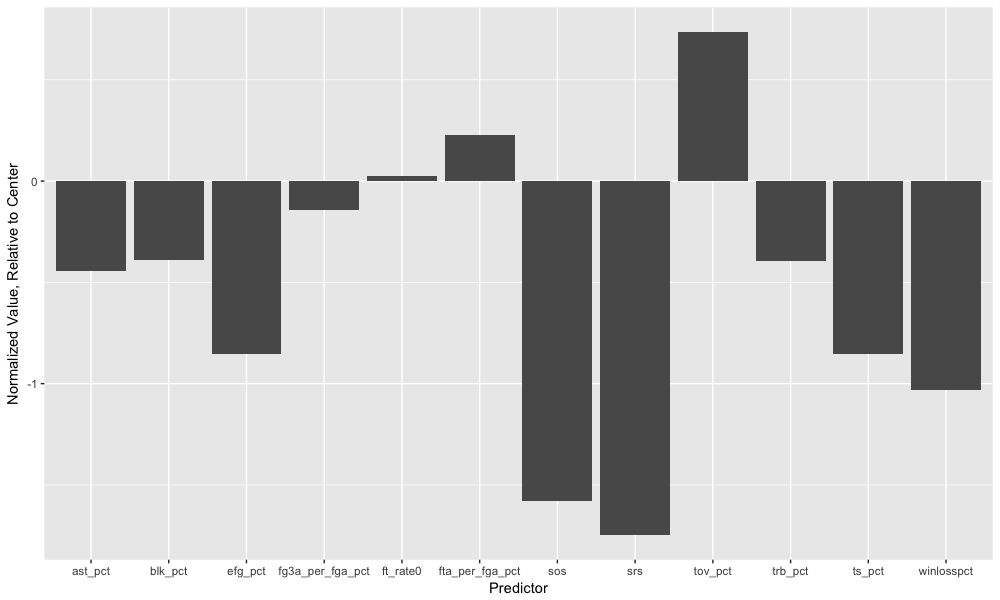 Normalized Value, Relative to Center
0
-1
ast_pct
blk_pct
efg_pct
fg3a_per_fga_pct
ft_rate0
fta_per_fga_pct
sos
srs
tov_pct
trb_pct
ts_pct
winlosspct
Predictor